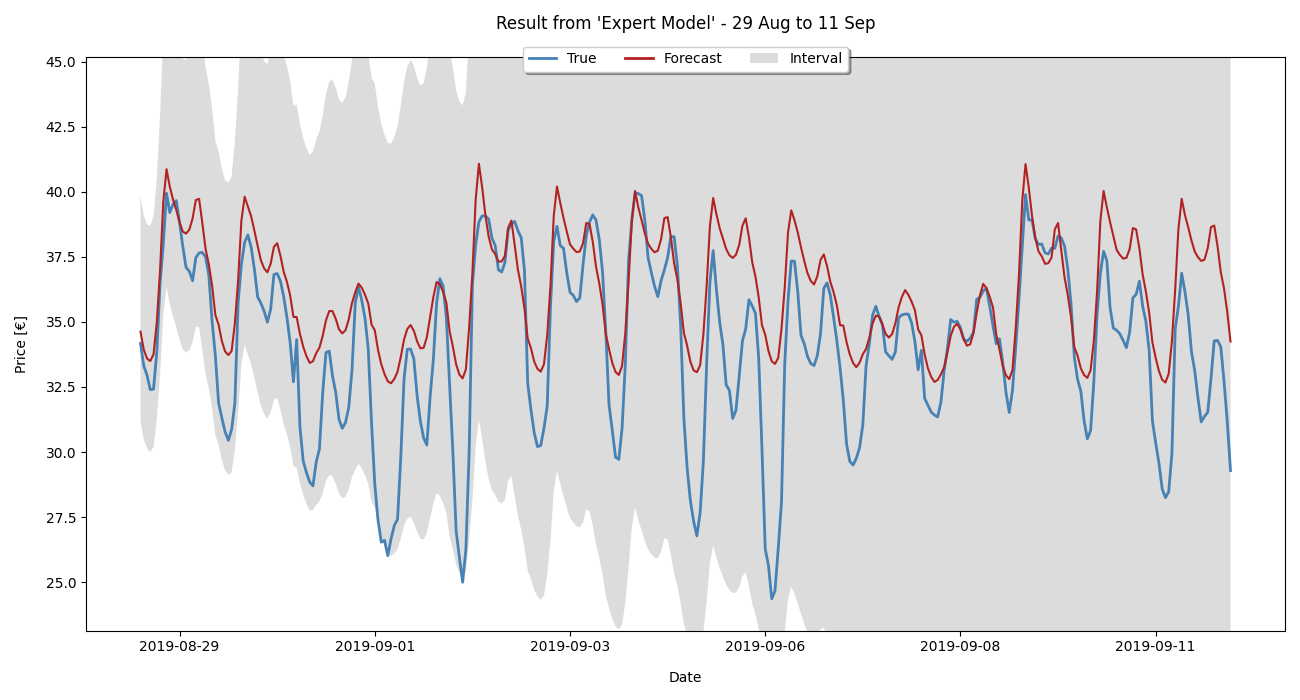 Result from 'Expert Model' - 29 Aug to 11 Sep
True Forecast Interval
45.0
42.5
40.0
37.5
35.0
32.5
30.0
27.5
25.0
Price [€]
2019-08-29 2019-09-01 2019-09-03 2019-09-06 2019-09-08 2019-09-11
Date